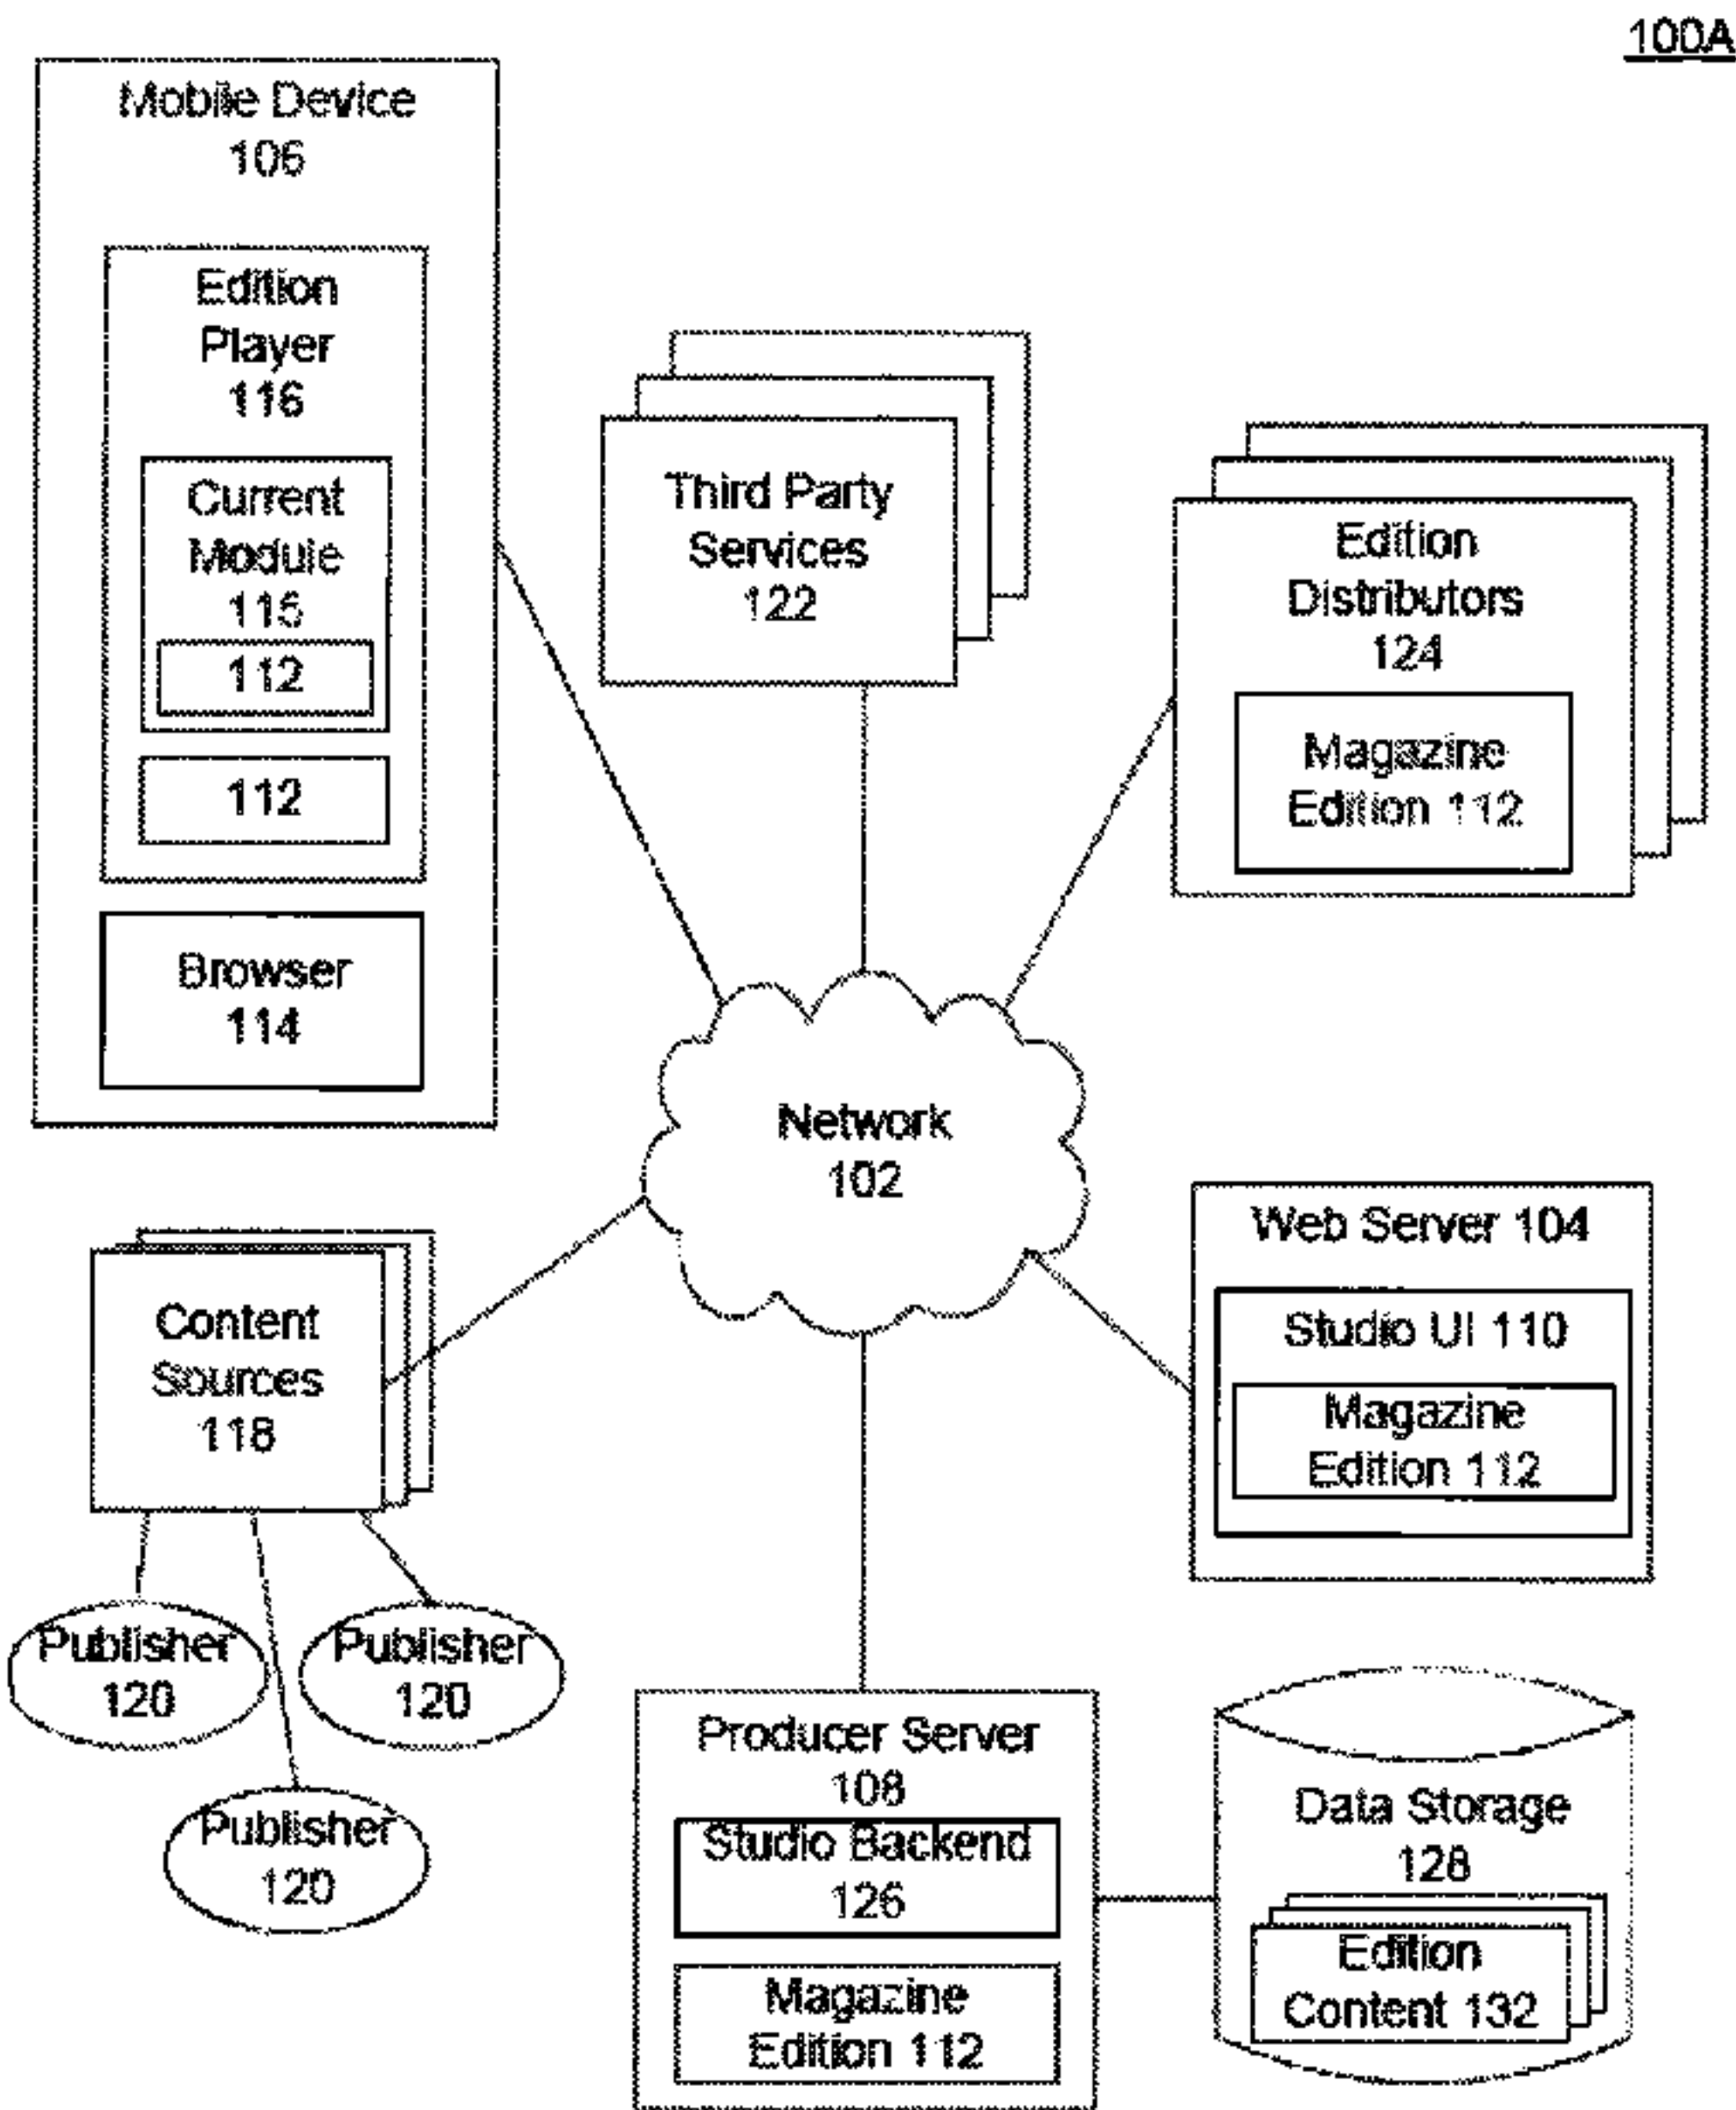 100A
Mobile Device
106
Edition
Player
116
Current
Module
115
112
112
Browser
114
Third Party
Services
122
Edition
Distributors
124
Magazine
Edition 112
Network
102
Web Server 104
Studio UI 110
Magazine
Edition 112
Content
Sources
118
Publisher
120
Publisher
120
Publisher
120
Producer Server
108
Studio Backend
126
Magazine
Edition 112
Data Storage
128
Edition
Content 132